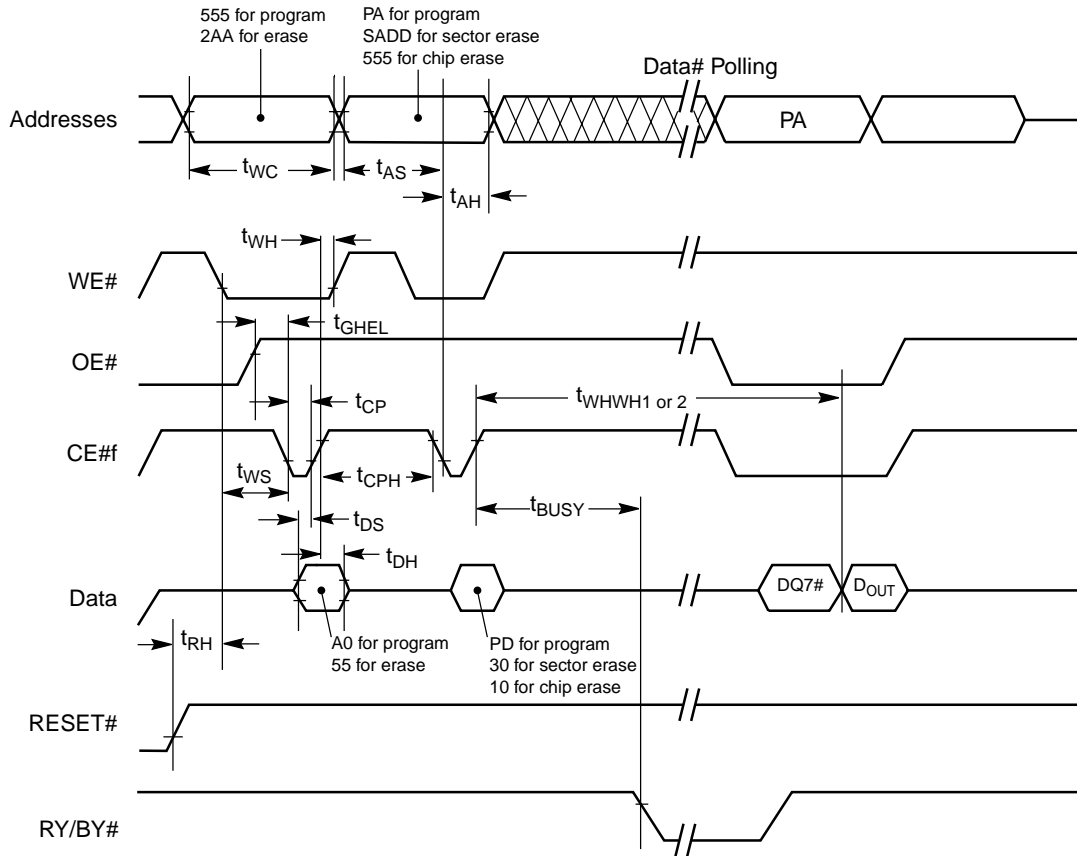 555 for program
2AA for erase
PA for program
SADD for sector erase
555 for chip erase
Data# Polling
Addresses
PA
tWC
tAS
tAH
tWH
WE#
tGHEL
OE#
tCP
tWHWH1 or 2
CE#f
tWS
tCPH
tBUSY
tDS
tDH
Data
DQ7#
DOUT
tRH
A0 for program
55 for erase
PD for program
30 for sector erase
10 for chip erase
RESET#
RY/BY#